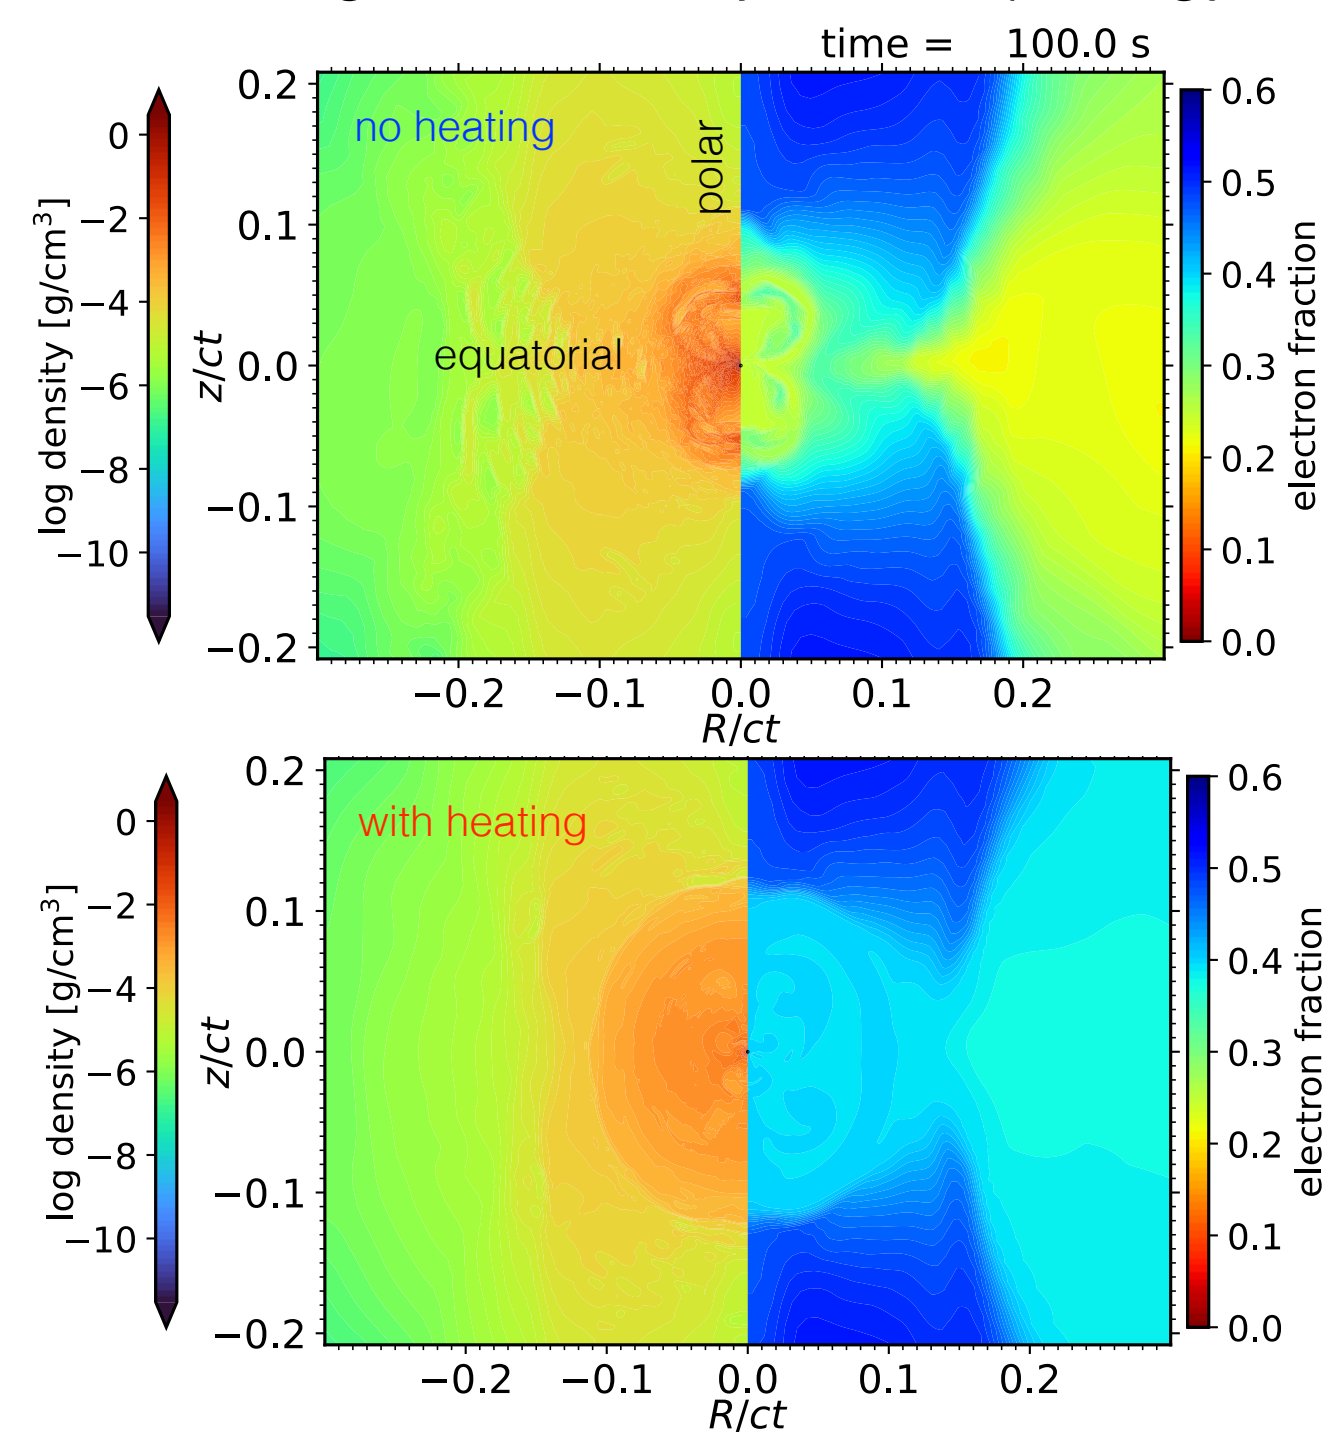 time = 100.0 s
no heating
polar
equatorial
log density [g/cm³]
0
−2
−4
−6
−8
−10
z/ct
0.2
0.1
0.0
−0.1
−0.2
−0.2 −0.1 0.0 0.1 0.2
R/ct
0.6
0.5
0.4
0.3
0.2
0.1
0.0
electron fraction
with heating
log density [g/cm³]
0
−2
−4
−6
−8
−10
z/ct
0.2
0.1
0.0
−0.1
−0.2
−0.2 −0.1 0.0 0.1 0.2
R/ct
0.6
0.5
0.4
0.3
0.2
0.1
0.0
electron fraction